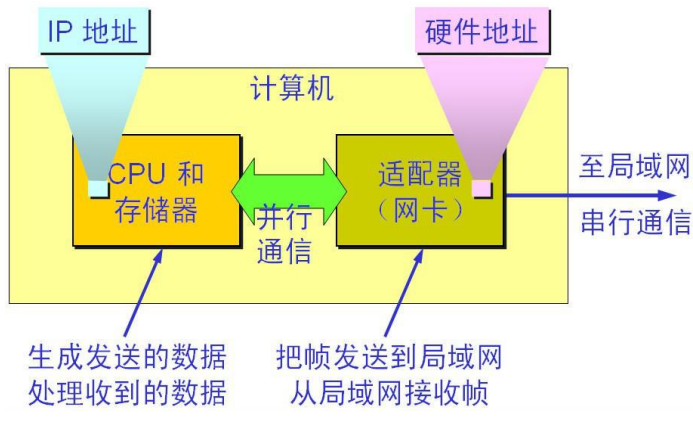 IP 地址
硬件地址
计算机
CPU 和
存储器
并行
通信
适配器
（网卡）
至局域网
串行通信
生成发送的数据
处理收到的数据
把帧发送到局域网
从局域网接收帧